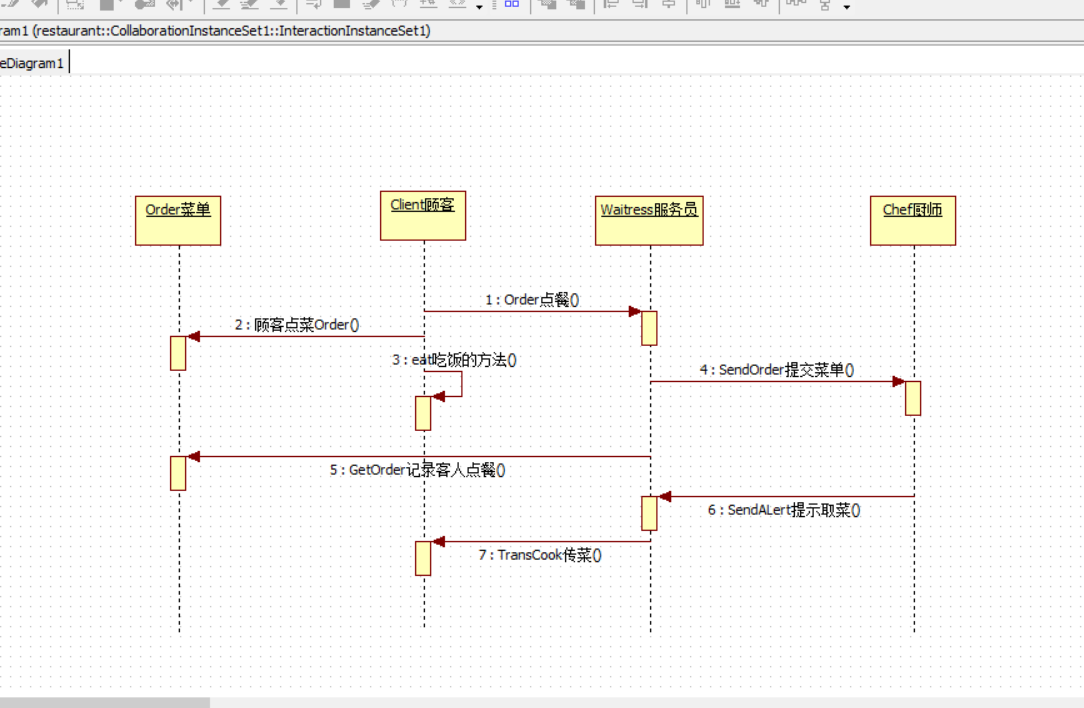 ram1 (restaurant::CollaborationInstanceSet1::InteractionInstanceSet1)
eDiagram1
Order菜单
Client顾客
Waitress服务员
Chef厨师
1 : Order点餐()
2 : 顾客点菜Order()
3 : eat吃饭的方法()
4 : SendOrder提交菜单()
5 : GetOrder记录客人点餐()
6 : SendALert提示取菜()
7 : TransCook传菜()